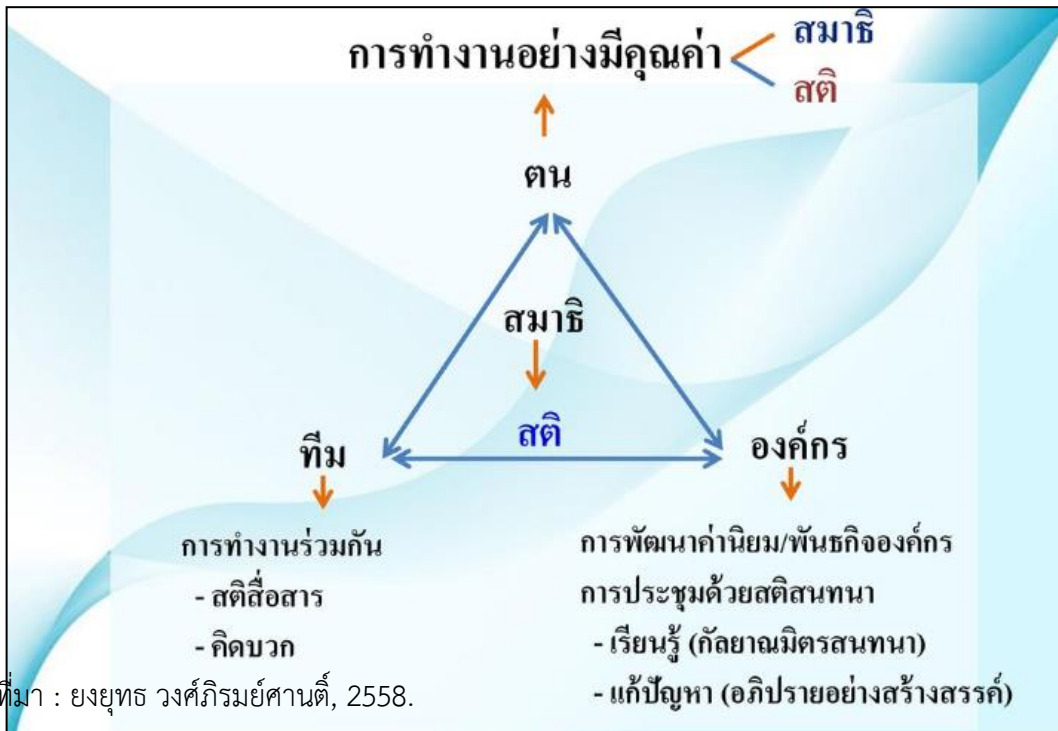 การทำงานอย่างมีคุณค่า
สมาธิ
สติ
ตน
สมาธิ
สติ
ทีม
องค์กร
การทำงานร่วมกัน
- สติสื่อสาร
- คิดบวก
การพัฒนาค่านิยม/พันธกิจองค์กร
การประชุมด้วยสติสนทนา
- เรียนรู้ (กัลยาณมิตรสนทนา)
- แก้ปัญหา (อภิปรายอย่างสร้างสรรค์)
ที่มา : ยงยุทธ วงศ์ภิรมย์ศานติ์, 2558.